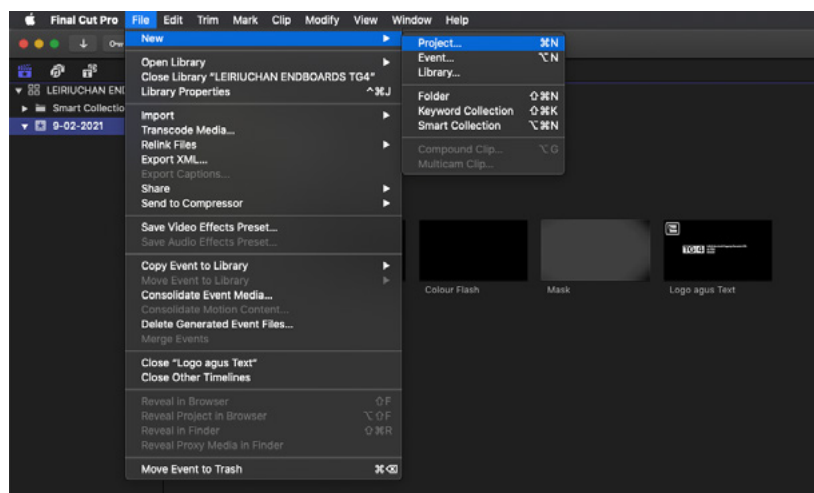 Final Cut Pro File Edit Trim Mark Clip Modify View Window Help
New
Open Library
Close Library "LEIRIUCHAN ENDBOARDS TG4"
Library Properties ^⌘J
Import
Transcode Media...
Relink Files
Export XML...
Export Captions...
Share
Send to Compressor
Save Video Effects Preset...
Save Audio Effects Preset...
Copy Event to Library
Move Event to Library
Consolidate Event Media...
Consolidate Motion Content...
Delete Generated Event Files...
Merge Events
Close "Logo agus Text"
Close Other Timelines
Reveal in Browser ⇧F
Reveal Project in Browser ⌥⇧F
Reveal in Finder ⇧⌘R
Reveal Proxy Media in Finder
Move Event to Trash ⌘⌫
Project... ⌘N
Event... ⌥N
Library...
Folder ⇧⌘N
Keyword Collection ⇧⌘K
Smart Collection ⌥⌘N
Compound Clip... ⌥G
Multicam Clip...
LEIRIUCHAN EN
Smart Collectio
9-02-2021
TG4
Colour Flash
Mask
Logo agus Text